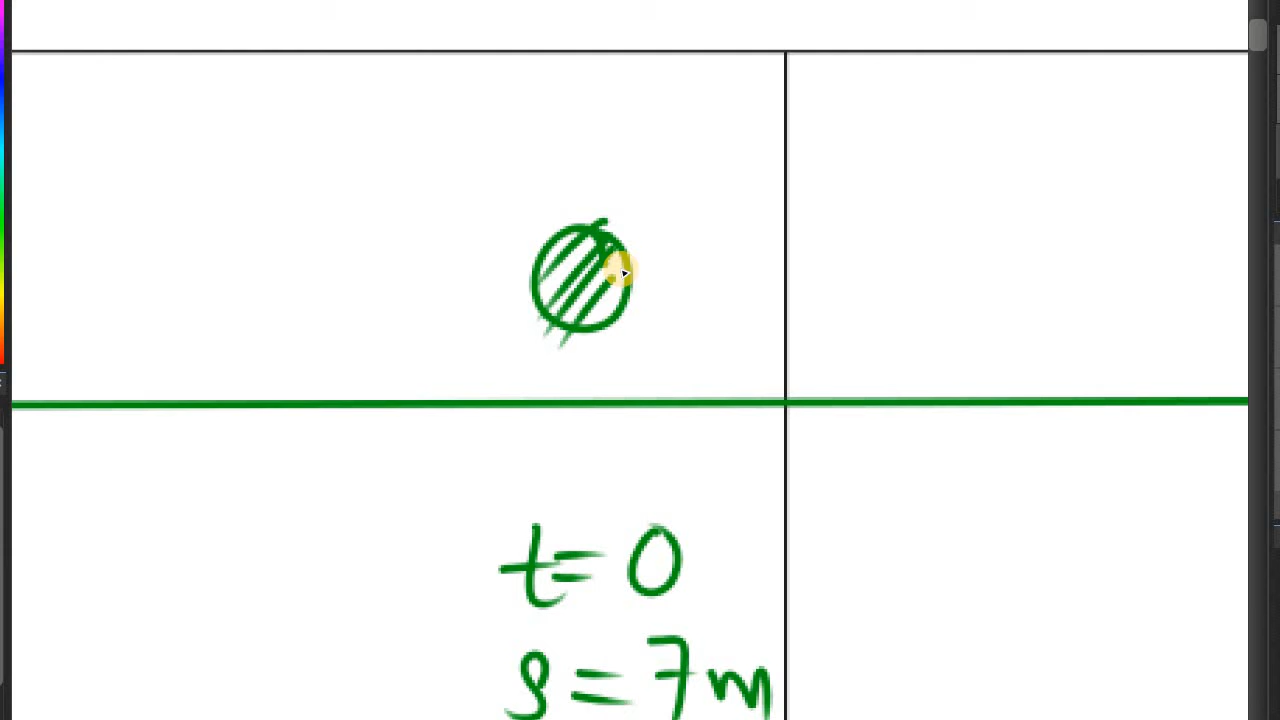 t= 0
s = 7m